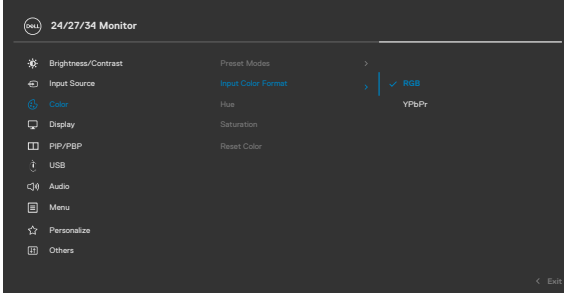 DELL 24/27/34 Monitor
Brightness/Contrast Preset Modes >
Input Source Input Color Format > ✓ RGB
Color Hue YPbPr
Display Saturation
PIP/PBP Reset Color
USB
Audio
Menu
Personalize
Others
< Exit